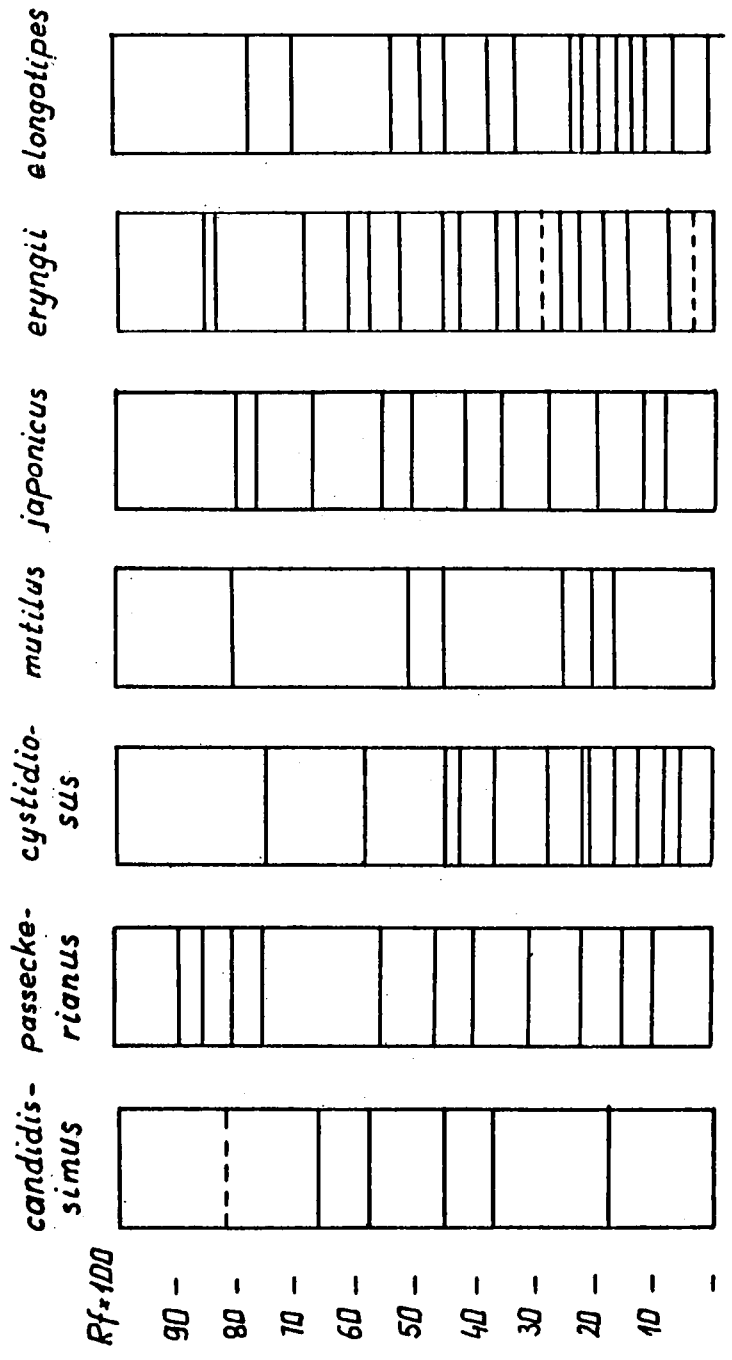 candidis-
simus
passecke-
rianus
cystidio-
sus
mutilus
japonicus
eryngii
elongotipes
Rf×100
90 -
80 -
70 -
60 -
50 -
40 -
30 -
20 -
10 -
-